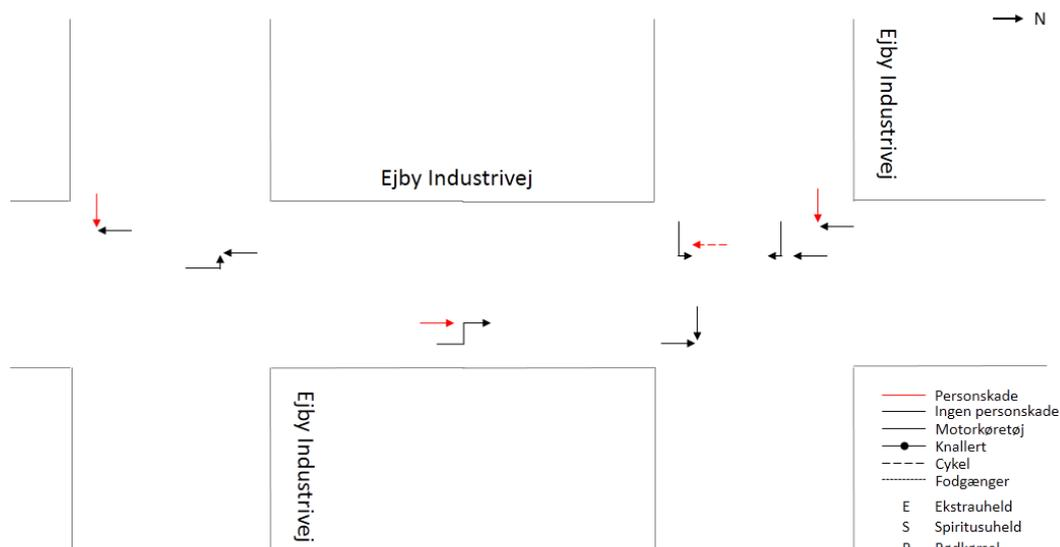 N
Ejby Industrivej
Ejby Industrivej
Ejby Industrivej
Personskade
Ingen personskade
Motorkøretøj
Knallert
Cykel
Fodgænger
E Ekstrauheld
S Spiritusuheld